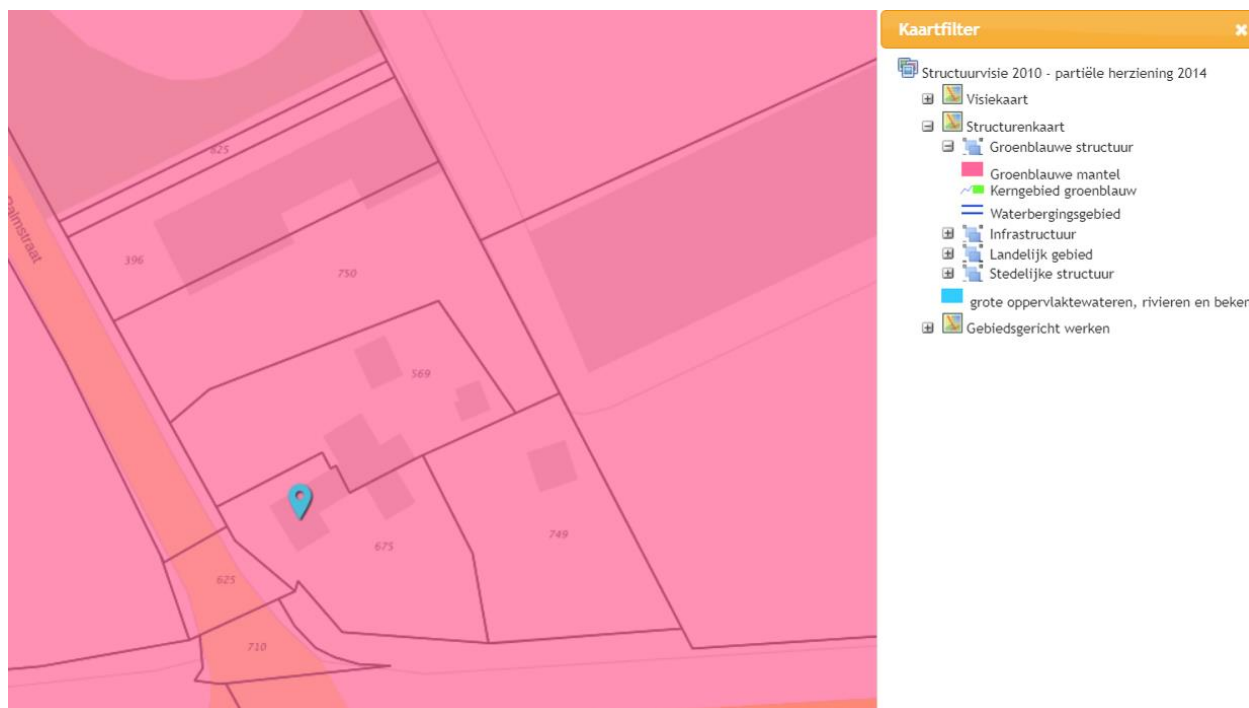 625
396
750
569
675
749
625
710
Kaartfilter
Structuurvisie 2010 - partiële herziening 2014
Visiekaart
Structurenkaart
Groenblauwe structuur
Groenblauwe mantel
Kerngebied groenblauw
Waterbergingsgebied
Infrastructuur
Landelijk gebied
Stedelijke structuur
grote oppervlaktewateren, rivieren en beken
Gebiedsgericht werken